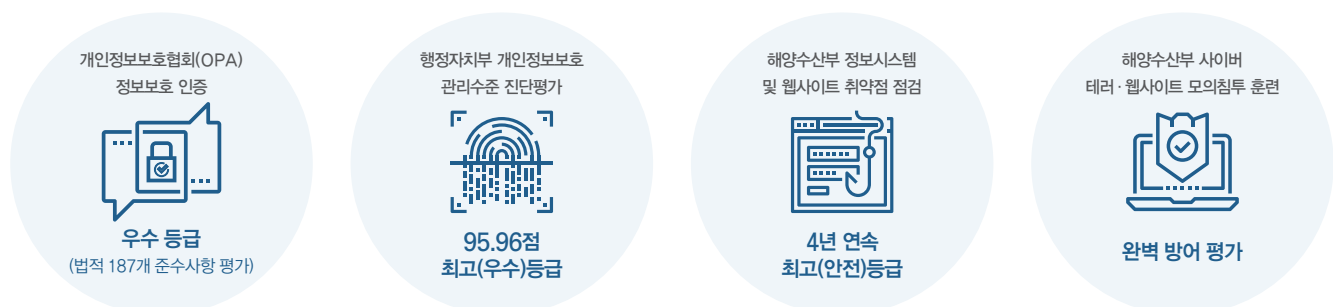 개인정보보호협회(OPA)
정보보호 인증
우수 등급
(법적 187개 준수사항 평가)
행정자치부 개인정보보호
관리수준 진단평가
95.96점
최고(우수)등급
해양수산부 정보시스템
및 웹사이트 취약점 점검
4년 연속
최고(안전)등급
해양수산부 사이버
테러·웹사이트 모의침투 훈련
완벽 방어 평가